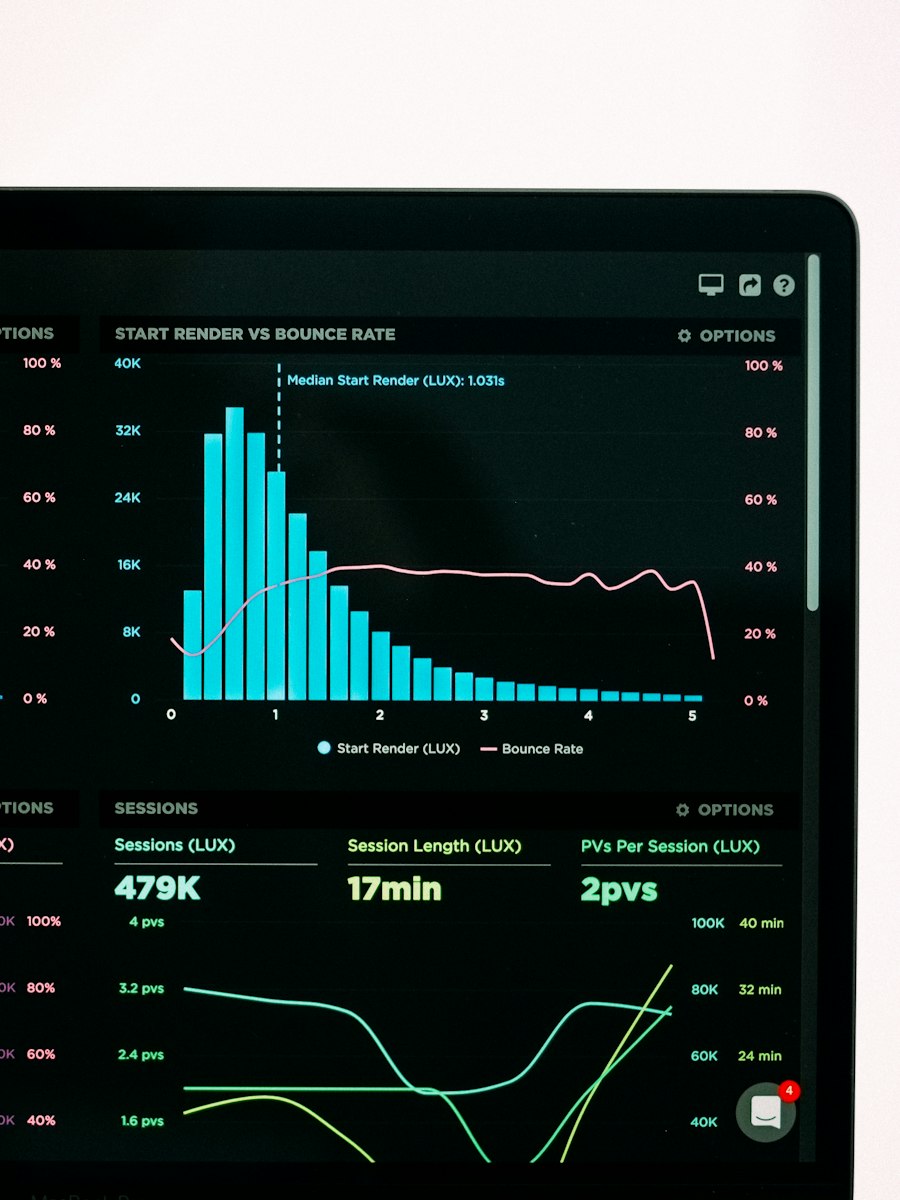 PTIONS
START RENDER VS BOUNCE RATE
OPTIONS
100 %
80 %
60 %
40 %
20 %
0 %
40K
32K
24K
16K
8K
0
Median Start Render (LUX): 1.031s
100 %
80 %
60 %
40 %
20 %
0 %
0 1 2 3 4 5
Start Render (LUX) Bounce Rate
PTIONS
SESSIONS
OPTIONS
X)
0K 100%
0K 80%
0K 60%
0K 40%
Sessions (LUX)
479K
Session Length (LUX)
17min
PVs Per Session (LUX)
2pvs
4 pvs
3.2 pvs
2.4 pvs
1.6 pvs
100K 40 min
80K 32 min
60K 24 min
40K
4